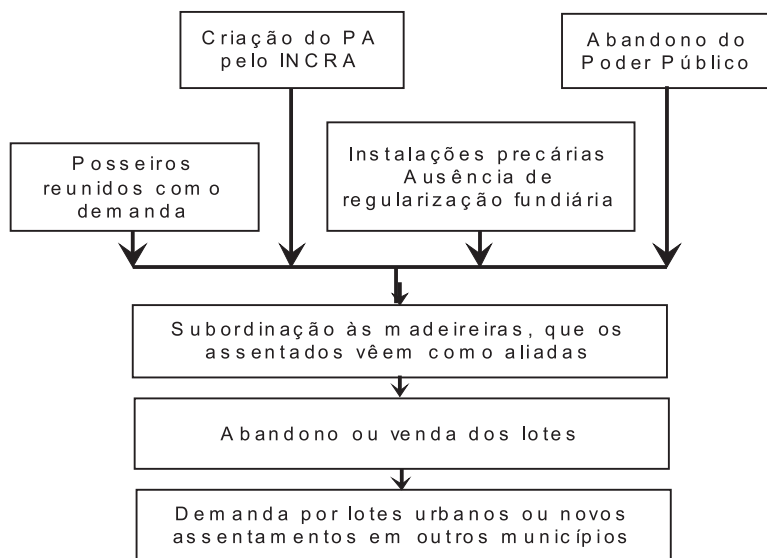 Criação do PA
pelo INCRA
Abandono do
Poder Público
Posseiros
reunidos como
demanda
Instalações precárias
Ausência de
regularização fundiária
Subordinação às madeireiras, que os
assentados vêem como aliadas
Abandono ou venda dos lotes
Demanda por lotes urbanos ou novos
assentamentos em outros municípios